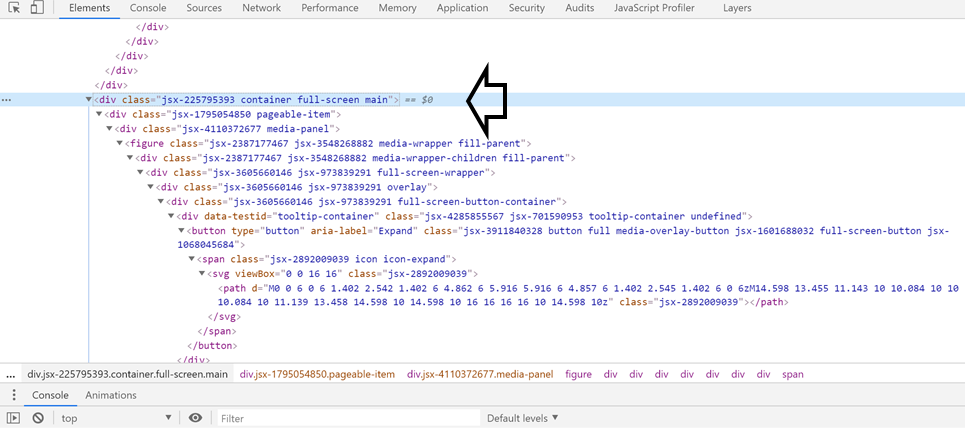 Elements Console Sources Network Performance Memory Application Security Audits JavaScript Profiler Layers
</div>
</div>
</div>
</div>
</div>
... <div class="jsx-225795393 container full-screen main"> == $0
<div class="jsx-1795054850 pageable-item">
<div class="jsx-4110372677 media-panel">
<figure class="jsx-2387177467 jsx-3548268882 media-wrapper fill-parent">
<div class="jsx-2387177467 jsx-3548268882 media-wrapper-children fill-parent">
<div class="jsx-3605660146 jsx-973839291 full-screen-wrapper">
<div class="jsx-3605660146 jsx-973839291 overlay">
<div class="jsx-3605660146 jsx-973839291 full-screen-button-container">
<div data-testid="tooltip-container" class="jsx-4285855567 jsx-701590953 tooltip-container undefined">
<button type="button" aria-label="Expand" class="jsx-3911840328 button full media-overlay-button jsx-1601688032 full-screen-button jsx-
1068045684">
<span class="jsx-2892009039 icon icon-expand">
<svg viewBox="0 0 16 16" class="jsx-2892009039">
<path d="M0 0 6 0 6 1.402 2.542 1.402 6 4.862 6 5.916 5.916 6 4.857 6 1.402 2.545 1.402 6 0 6zM14.598 13.455 11.143 10 10.084 10 10
10.084 10 11.139 13.458 14.598 10 14.598 10 16 16 16 16 10 14.598 10z" class="jsx-2892009039"></path>
</svg>
</span>
</button>
</div>
... div.jsx-225795393.container.full-screen.main div.jsx-1795054850.pageable-item div.jsx-4110372677.media-panel figure div div div div div div div span
Console Animations
top Filter Default levels